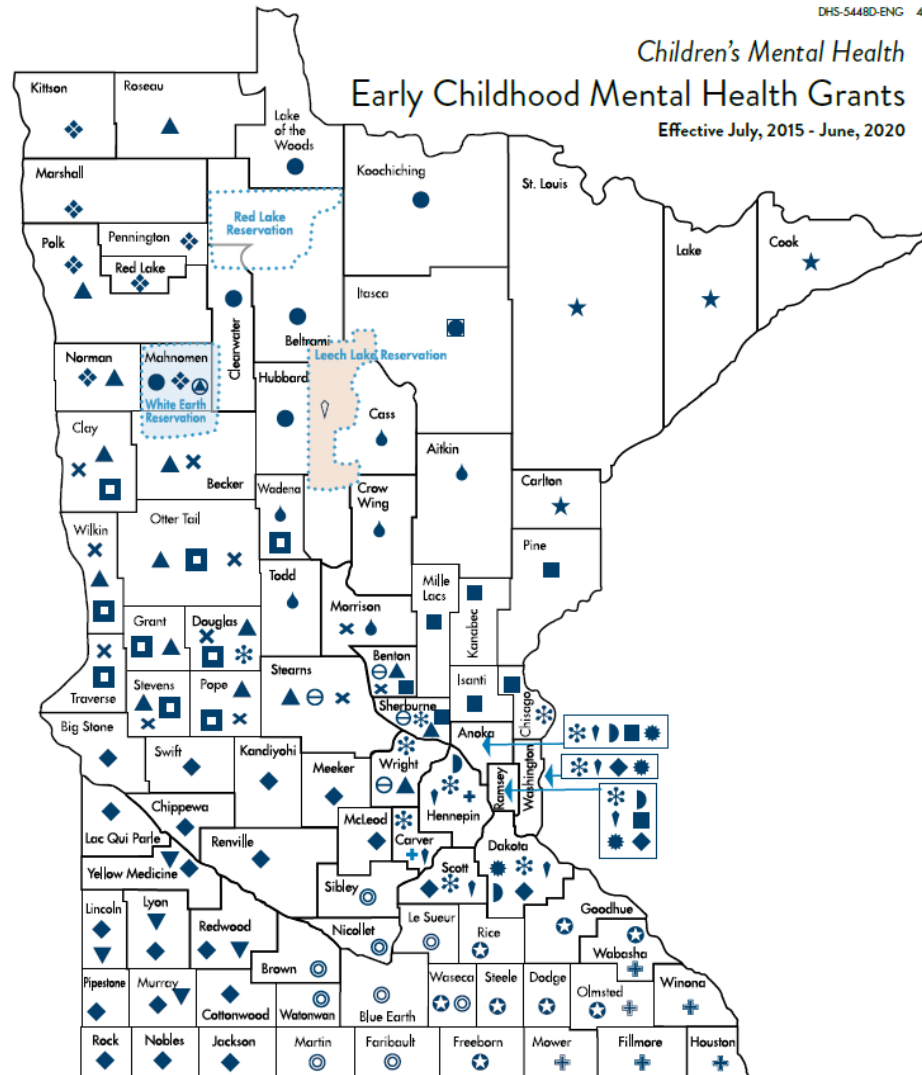 DHS-5448D-ENG 4
Children's Mental Health
Early Childhood Mental Health Grants
Effective July, 2015 - June, 2020
Kittson
Roseau
Lake
of the
Woods
Koochiching
St. Louis
Marshall
Red Lake
Reservation
Polk
Pennington
Red Lake
Lake
Cook
Itasca
Clearwater
Beltrami
Leech Lake Reservation
Norman
Mahnomen
White Earth
Reservation
Hubbard
Cass
Clay
Becker
Aitkin
Wadena
Crow
Wing
Carlton
Wilkin
Otter Tail
Pine
Todd
Mille
Lacs
Kanabec
Morrison
Grant
Douglas
Benton
Isanti
Traverse
Stevens
Pope
Stearns
Sherburne
Chisago
Big Stone
Anoka
Swift
Kandiyohi
Meeker
Wright
Ramsey
Washington
Hennepin
Chippewa
Lac Qui Parle
McLeod
Carver
Renville
Dakota
Yellow Medicine
Scott
Sibley
Lincoln
Lyon
Redwood
Nicollet
Le Sueur
Rice
Goodhue
Wabasha
Brown
Pipestone
Murray
Cottonwood
Watonwan
Blue Earth
Waseca
Steele
Dodge
Olmsted
Winona
Rock
Nobles
Jackson
Martin
Faribault
Freeborn
Mower
Fillmore
Houston